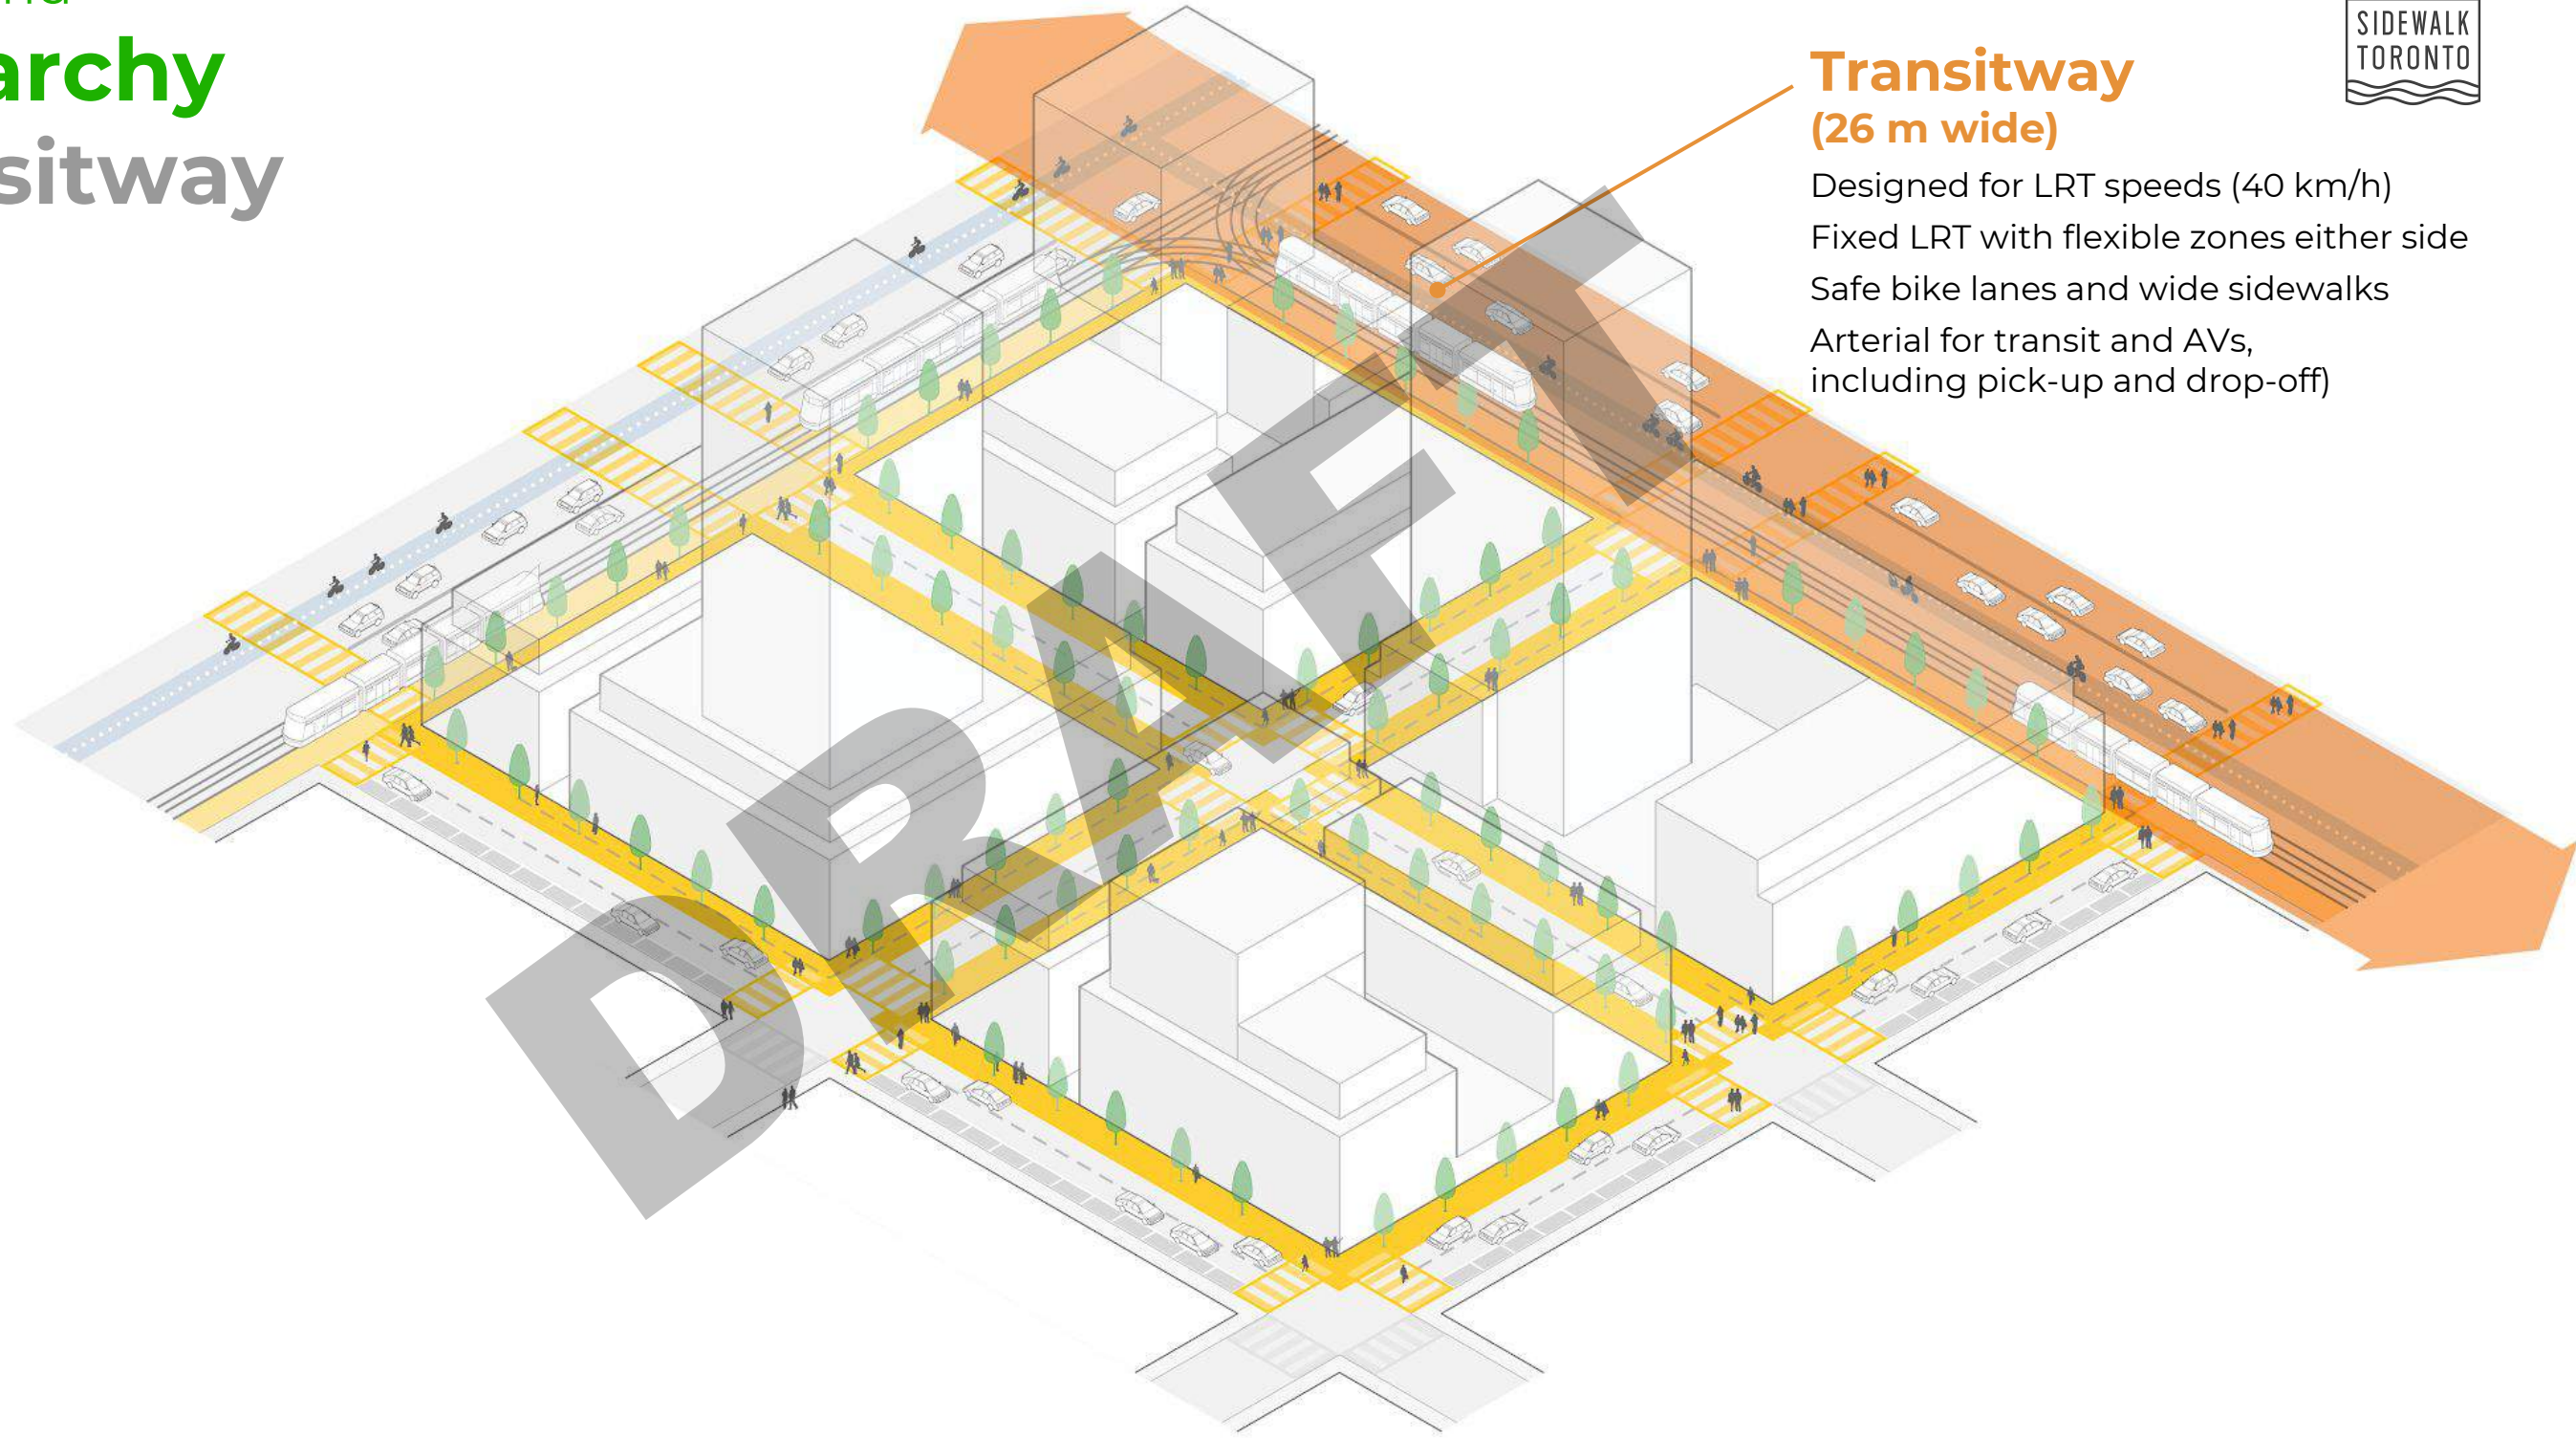 archy
sitway
SIDEWALK
TORONTO
Transitway
(26 m wide)
Designed for LRT speeds (40 km/h)
Fixed LRT with flexible zones either side
Safe bike lanes and wide sidewalks
Arterial for transit and AVs,
including pick-up and drop-off)
DRAFT